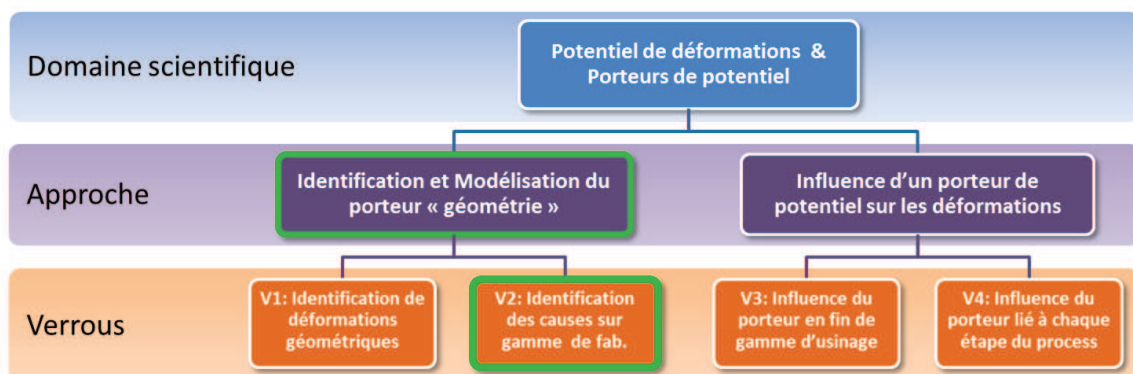 Domaine scientifique
Potentiel de déformations &
Porteurs de potentiel
Approche
Identification et Modélisation du
porteur « géométrie »
Influence d'un porteur de
potentiel sur les déformations
Verrous
V1: Identification de
déformations
géométriques
V2: Identification
des causes sur
gamme de fab.
V3: Influence du
porteur en fin de
gamme d'usinage
V4: Influence du
porteur lié à chaque
étape du process